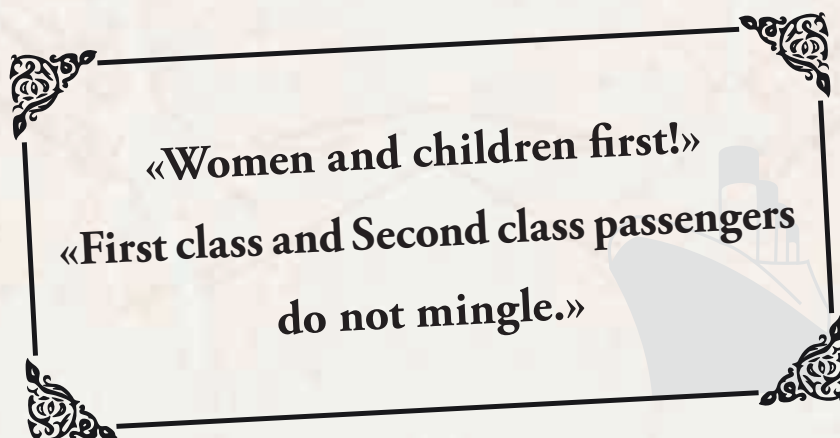 «Women and children first!»
«First class and Second class passengers
do not mingle.»